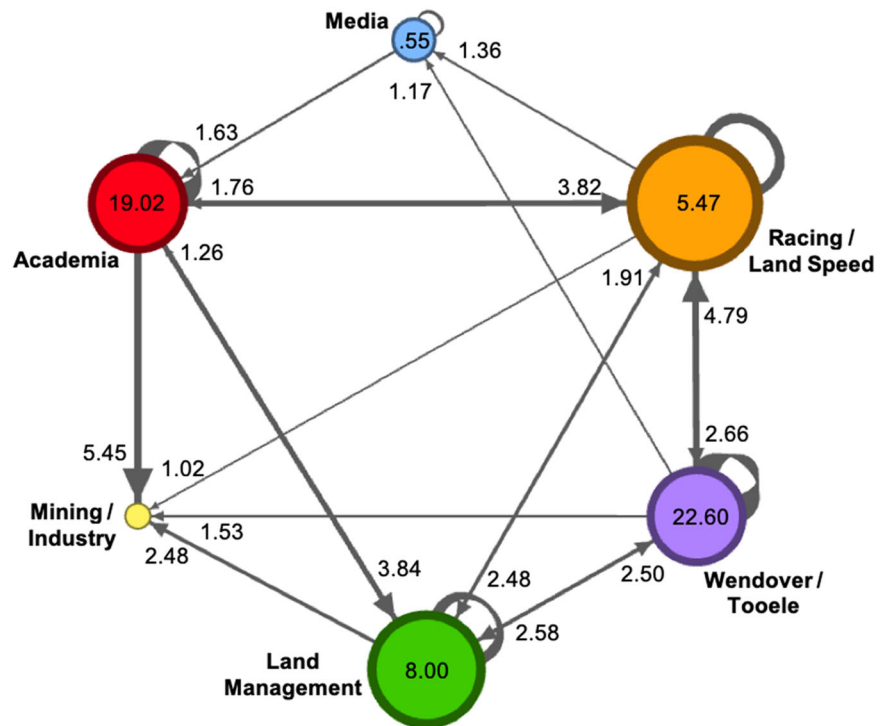 Media
.55
1.36
1.17
1.63
19.02
1.76
3.82
5.47
Academia
1.26
Racing /
Land Speed
1.91
4.79
5.45
1.02
2.66
Mining /
Industry
1.53
22.60
2.48
3.84
2.48
2.50
Wendover /
Tooele
2.58
Land
Management
8.00